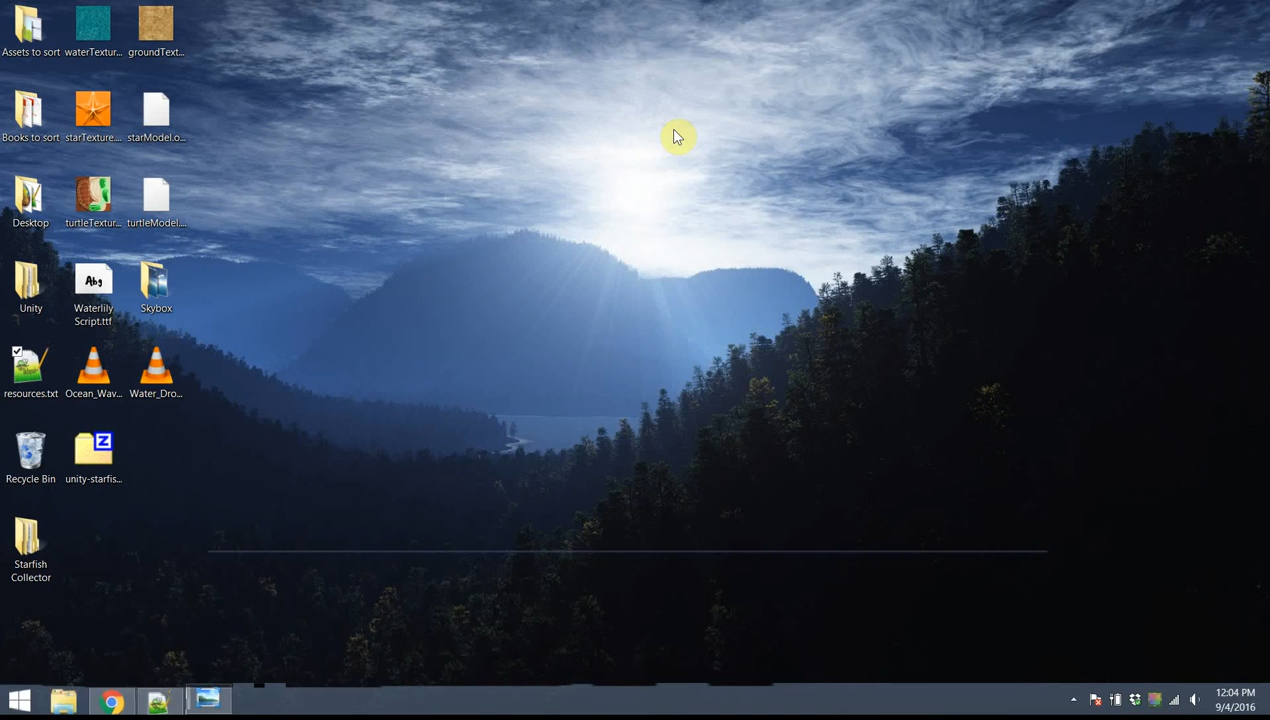 Assets to sort
waterTextur...
groundText...
Books to sort
starTexture....
starModel.o...
Desktop
turtleTextur...
turtleModel....
Unity
Abg
Waterlily
Script.ttf
Skybox
resources.txt
Ocean_Wav...
Water_Dro...
Recycle Bin
Z
unity-starfis...
Starfish
Collector
12:04 PM
9/4/2016